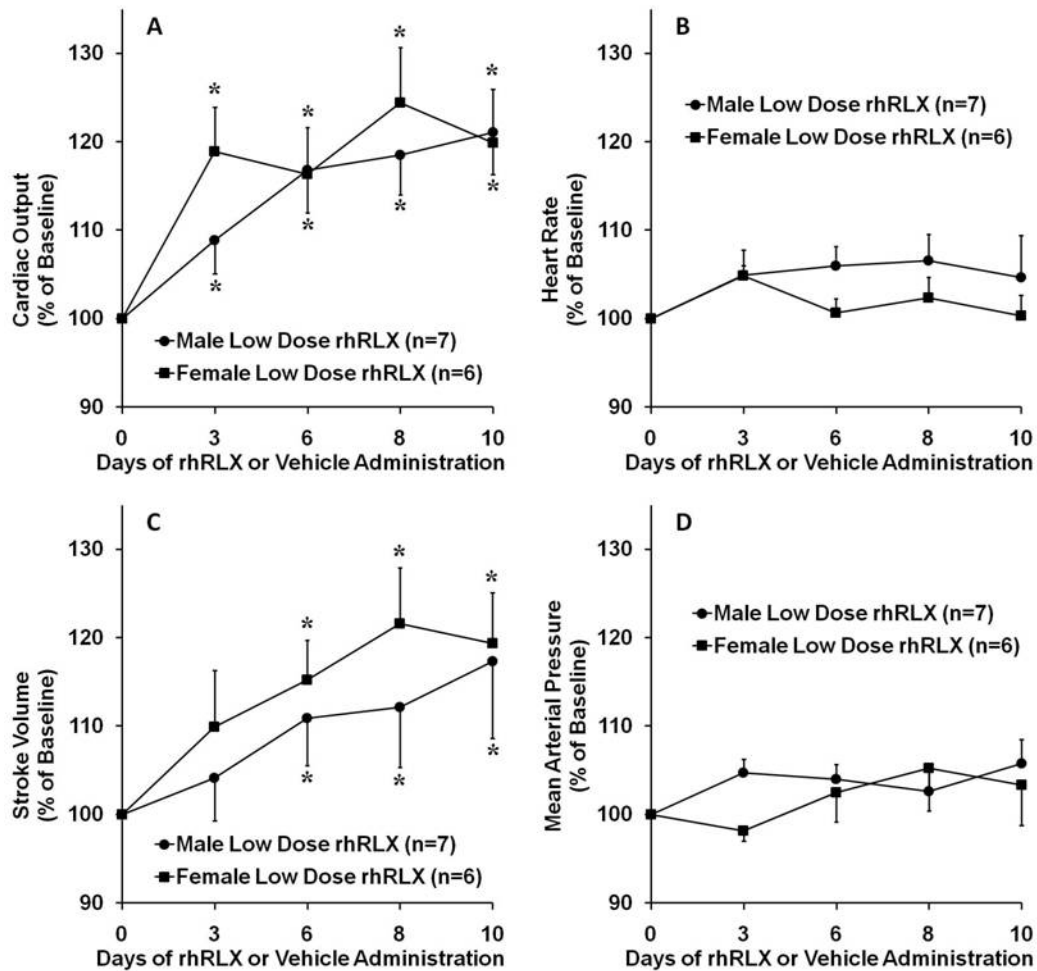 A
130
120
110
100
90
Cardiac Output
(% of Baseline)
* * * *
* * * *
Male Low Dose rhRLX (n=7)
Female Low Dose rhRLX (n=6)
0 3 6 8 10
Days of rhRLX or Vehicle Administration
B
130
120
110
100
90
Heart Rate
(% of Baseline)
Male Low Dose rhRLX (n=7)
Female Low Dose rhRLX (n=6)
0 3 6 8 10
Days of rhRLX or Vehicle Administration
C
130
120
110
100
90
Stroke Volume
(% of Baseline)
* * *
* * *
Male Low Dose rhRLX (n=7)
Female Low Dose rhRLX (n=6)
0 3 6 8 10
Days of rhRLX or Vehicle Administration
D
130
120
110
100
90
Mean Arterial Pressure
(% of Baseline)
Male Low Dose rhRLX (n=7)
Female Low Dose rhRLX (n=6)
0 3 6 8 10
Days of rhRLX or Vehicle Administration